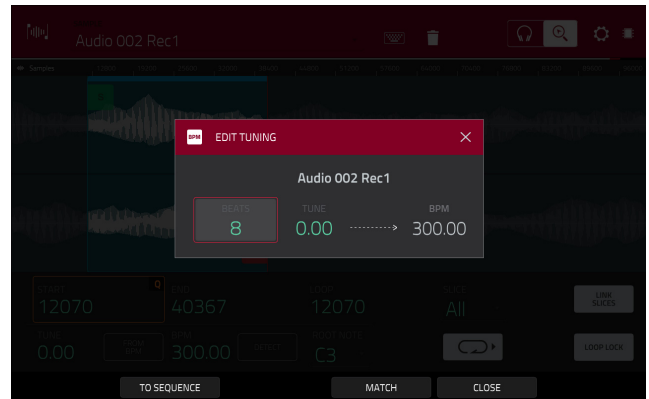 Audio 002 Rec1
Samples
BPM EDIT TUNING
Audio 002 Rec1
BEATS TUNE BPM
8 0.00 300.00
START END LOOP SLICE
Q
12070 40367 12070 All
LINK SLICES
TUNE BPM ROOT NOTE
0.00 FROM BPM 300.00 C3 LOOP LOCK
TO SEQUENCE MATCH CLOSE